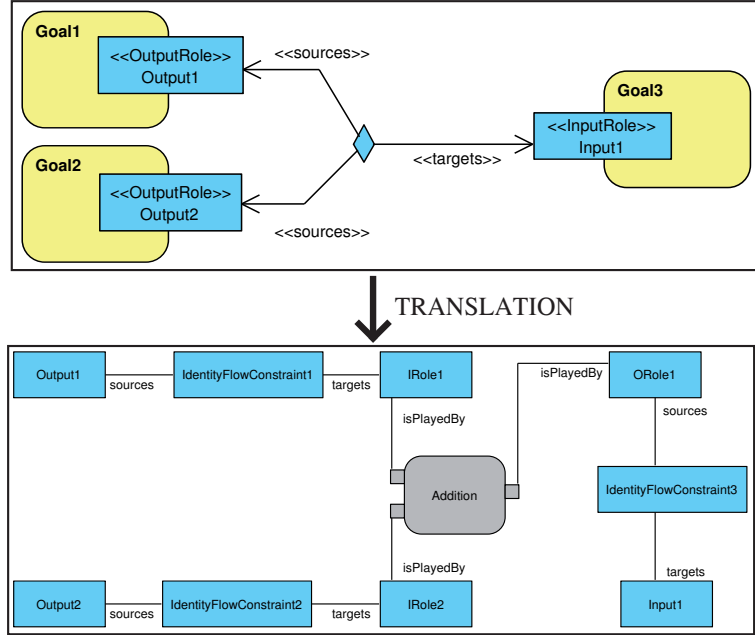 Goal1
<<OutputRole>>
Output1
<<sources>>
Goal3
<<InputRole>>
Input1
<<targets>>
Goal2
<<OutputRole>>
Output2
<<sources>>
TRANSLATION
Output1
sources
IdentityFlowConstraint1
targets
IRole1
isPlayedBy
ORole1
isPlayedBy
sources
Addition
IdentityFlowConstraint3
isPlayedBy
targets
Output2
sources
IdentityFlowConstraint2
targets
IRole2
Input1